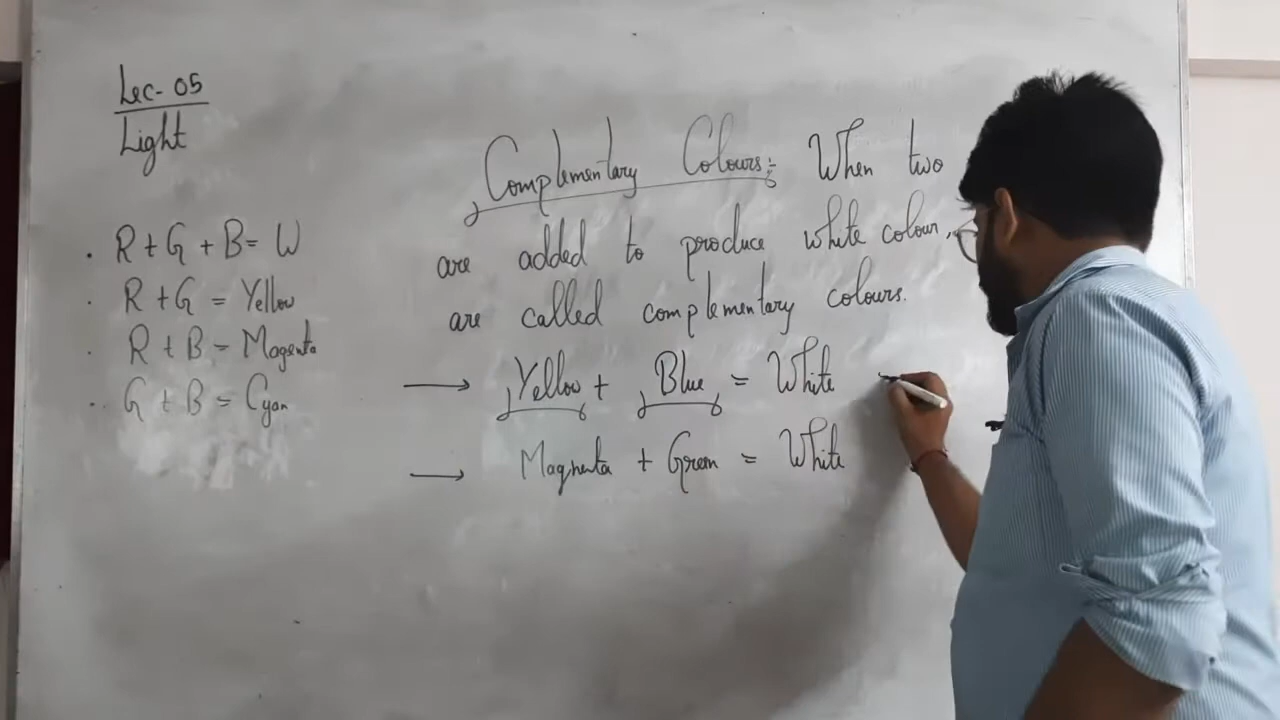 Lec-05
Light
. R+G+B= W
. R+G = Yellow
. R+B = Magenta
. G+B = Cyan
Complementary Colours: When two
are added to produce white colour,
are called complementary colours.
→ Yellow + Blue = White
→ Magnenta + Green = White